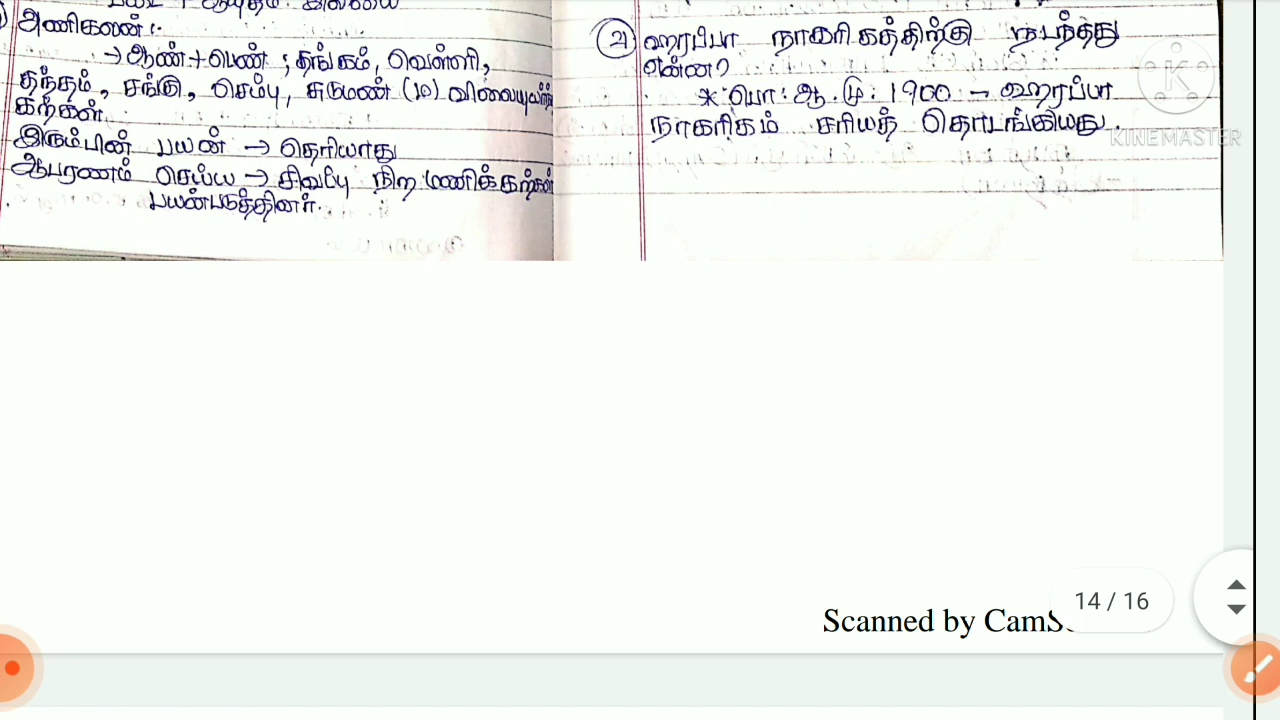 அணிகலன் :
→ ஆண் + பெண் ; தங்கம், வெள்ளி,
தந்தம், சங்கு, செம்பு, சுடுமண் (ம) விலையுயர்ந்த
கற்கள்.
இரும்பின் பயன் → தெரியாது
ஆபரணம் செய்ய → சிவப்பு நிற மணிக்கற்கள்
பயன்படுத்தினர்.
2 ஹரப்பா நாகரிகத்திற்கு நடந்தது
என்ன?
* பொ.ஆ.மு. 1900 - ஹரப்பா
நாகரிகம் சரியத் தொடங்கியது.
KINEMASTER
Scanned by CamS
14 / 16